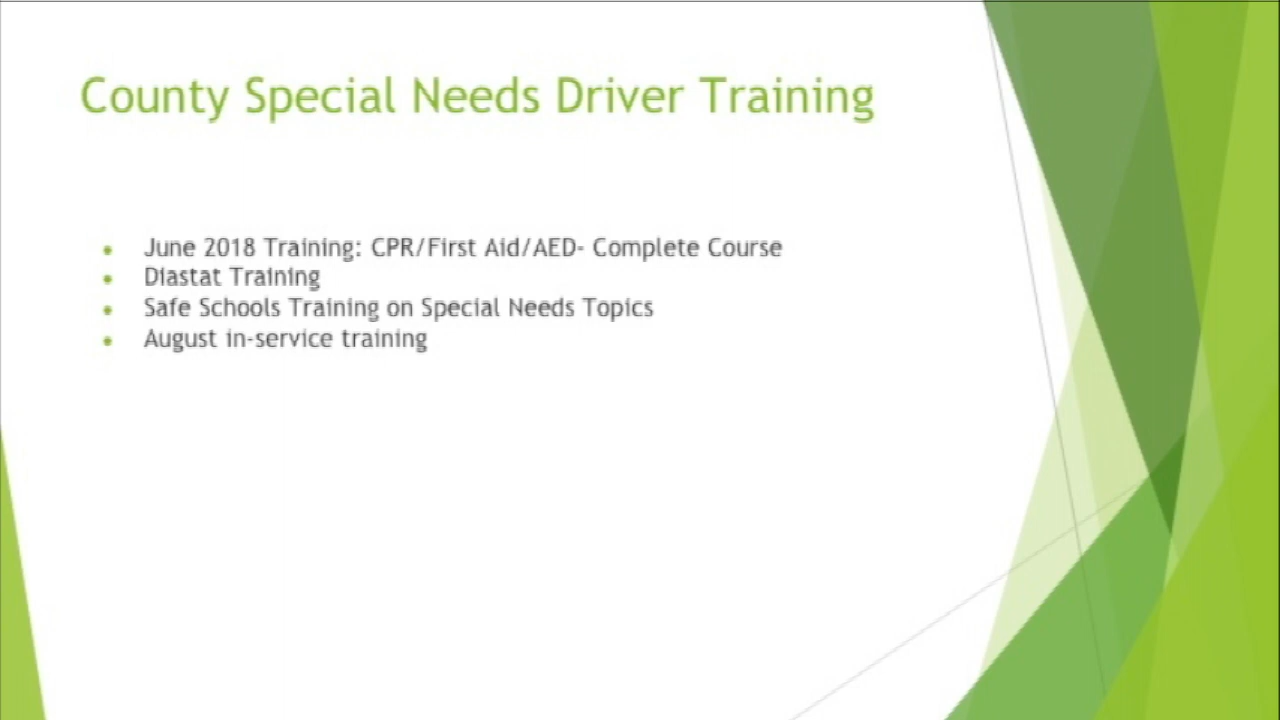 County Special Needs Driver Training
June 2018 Training: CPR/First Aid/AED- Complete Course
Diastat Training
Safe Schools Training on Special Needs Topics
August in-service training